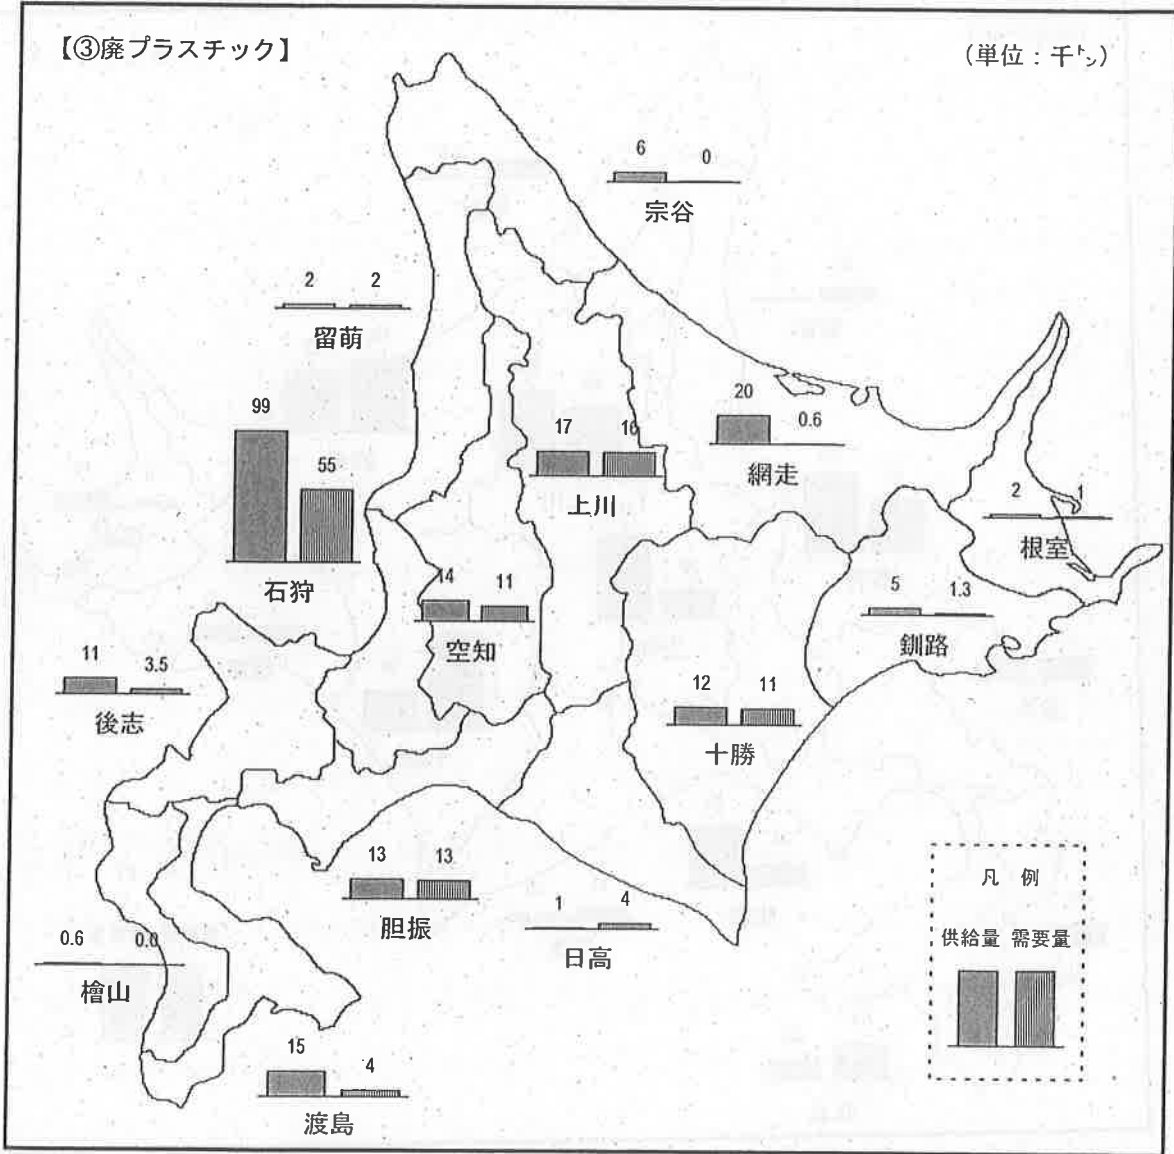 【③廃プラスチック】
(単位：千㌧)
6 0
宗谷
2 2
留萌
99
55
石狩
17 16
上川
20
0.6
網走
2 1
根室
14 11
空知
5 1.3
釧路
11 3.5
後志
12 11
十勝
13 13
胆振
1 4
日高
0.6 0.0
檜山
15
4
渡島
凡 例
供給量 需要量